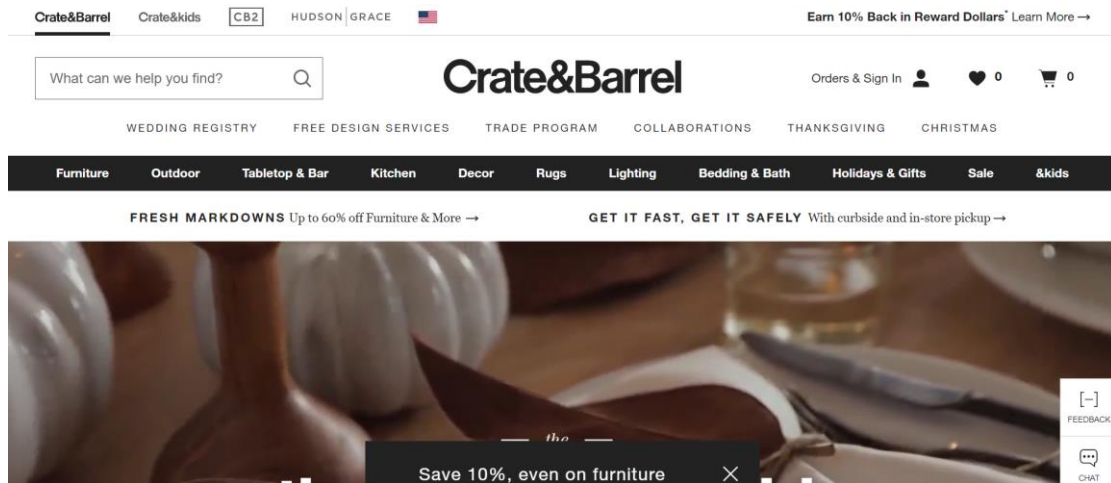 Crate&Barrel Crate&kids CB2 HUDSON GRACE Earn 10% Back in Reward Dollars* Learn More →
What can we help you find? Crate&Barrel Orders & Sign In 0 0
WEDDING REGISTRY FREE DESIGN SERVICES TRADE PROGRAM COLLABORATIONS THANKSGIVING CHRISTMAS
Furniture Outdoor Tabletop & Bar Kitchen Decor Rugs Lighting Bedding & Bath Holidays & Gifts Sale &kids
FRESH MARKDOWNS Up to 60% off Furniture & More → GET IT FAST, GET IT SAFELY With curbside and in-store pickup →
FEEDBACK
the
Save 10%, even on furniture
CHAT